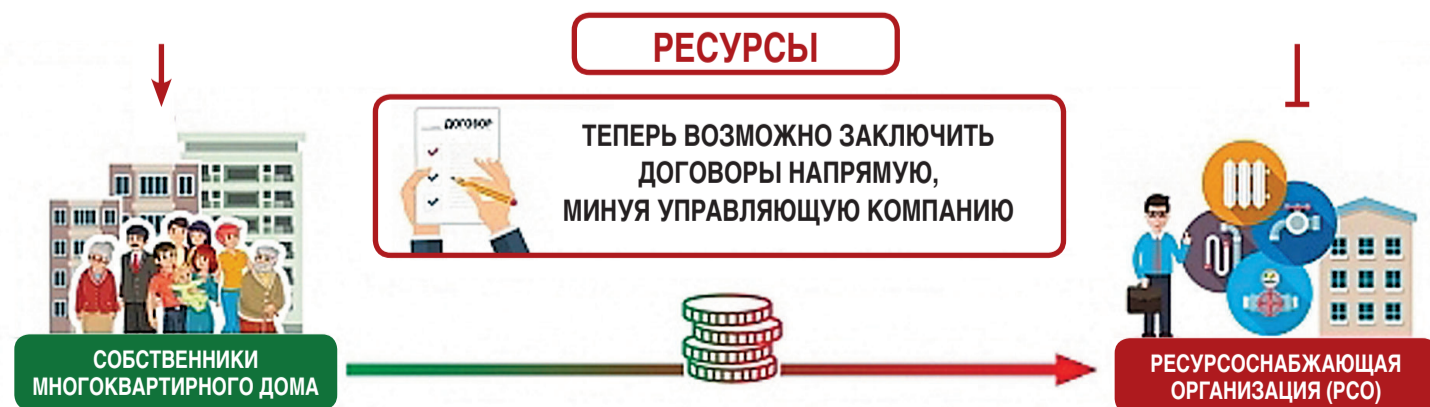 РЕСУРСЫ
ДОГОВОР
ТЕПЕРЬ ВОЗМОЖНО ЗАКЛЮЧИТЬ
ДОГОВОРЫ НАПРЯМУЮ,
МИНУЯ УПРАВЛЯЮЩУЮ КОМПАНИЮ
СОБСТВЕННИКИ
МНОГОКВАРТИРНОГО ДОМА
РЕСУРСОСНАБЖАЮЩАЯ
ОРГАНИЗАЦИЯ (РСО)